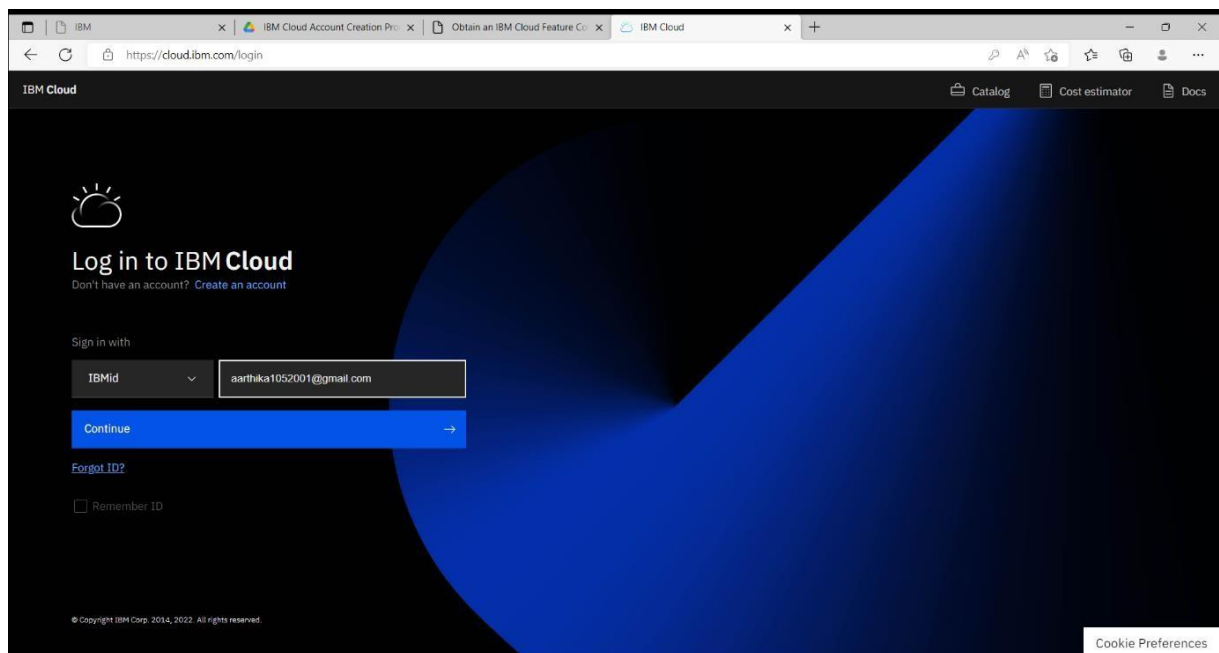 IBM
IBM Cloud Account Creation Pro
Obtain an IBM Cloud Feature Co
IBM Cloud
https://cloud.ibm.com/login
IBM Cloud
Catalog
Cost estimator
Docs
Log in to IBM Cloud
Don't have an account? Create an account
Sign in with
IBMid
aarthika1052001@gmail.com
Continue
Forgot ID?
Remember ID
© Copyright IBM Corp. 2014, 2022. All rights reserved.
Cookie Preferences